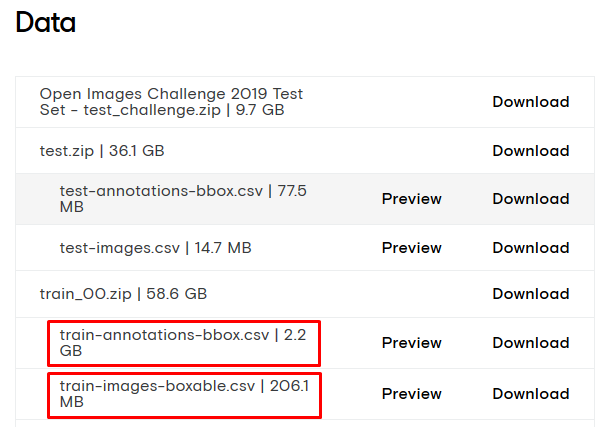 Data
Open Images Challenge 2019 Test
Set - test_challenge.zip | 9.7 GB
Download
test.zip | 36.1 GB
Download
test-annotations-bbox.csv | 77.5
MB
Preview
Download
test-images.csv | 14.7 MB
Preview
Download
train_00.zip | 58.6 GB
Download
train-annotations-bbox.csv | 2.2
GB
Preview
Download
train-images-boxable.csv | 206.1
MB
Preview
Download